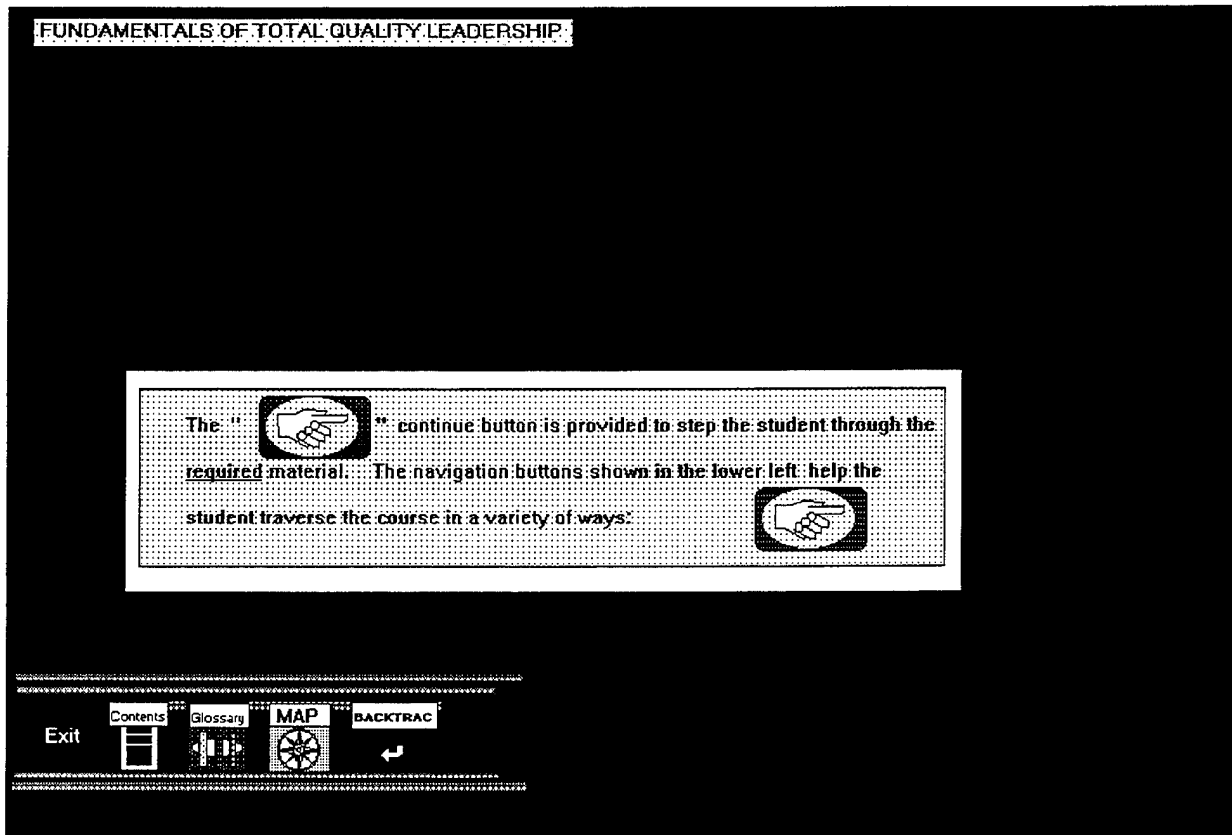 FUNDAMENTALS OF TOTAL QUALITY LEADERSHIP
The " " continue button is provided to step the student through the
required material. The navigation buttons shown in the lower left help the
student traverse the course in a variety of ways:
Exit Contents Glossary MAP BACKTRAC